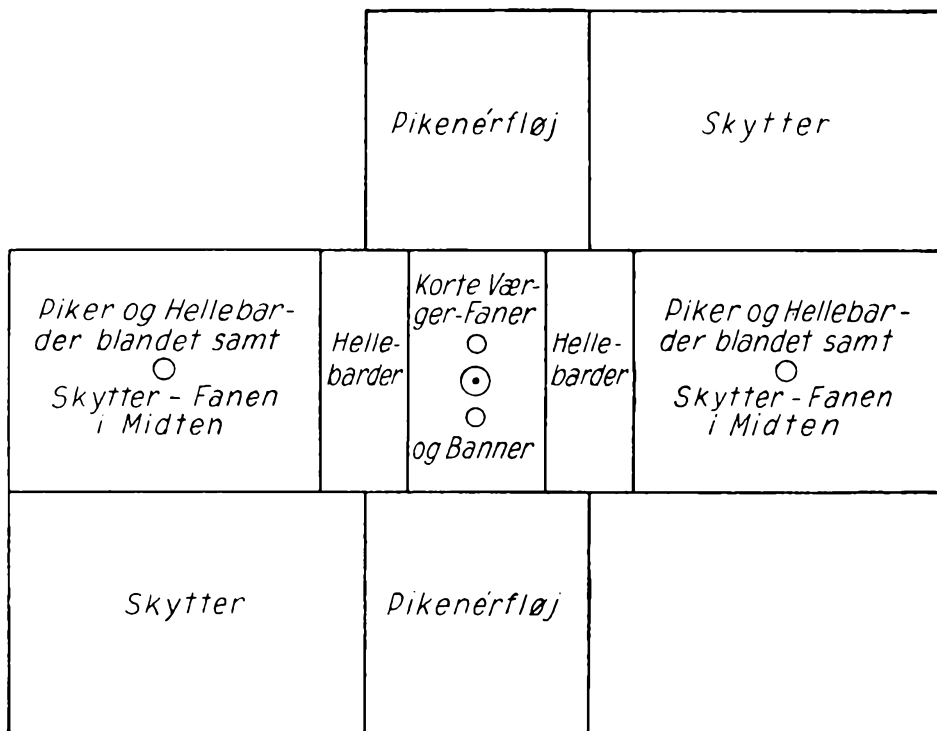 Pikenérfløj
Skytter
Piker og Hellebar-
der blandet samt
Skytter - Fanen
i Midten
Helle-
barder
Korte Vær-
ger-Faner
og Banner
Helle-
barder
Piker og Hellebar-
der blandet samt
Skytter - Fanen
i Midten
Skytter
Pikenérfløj